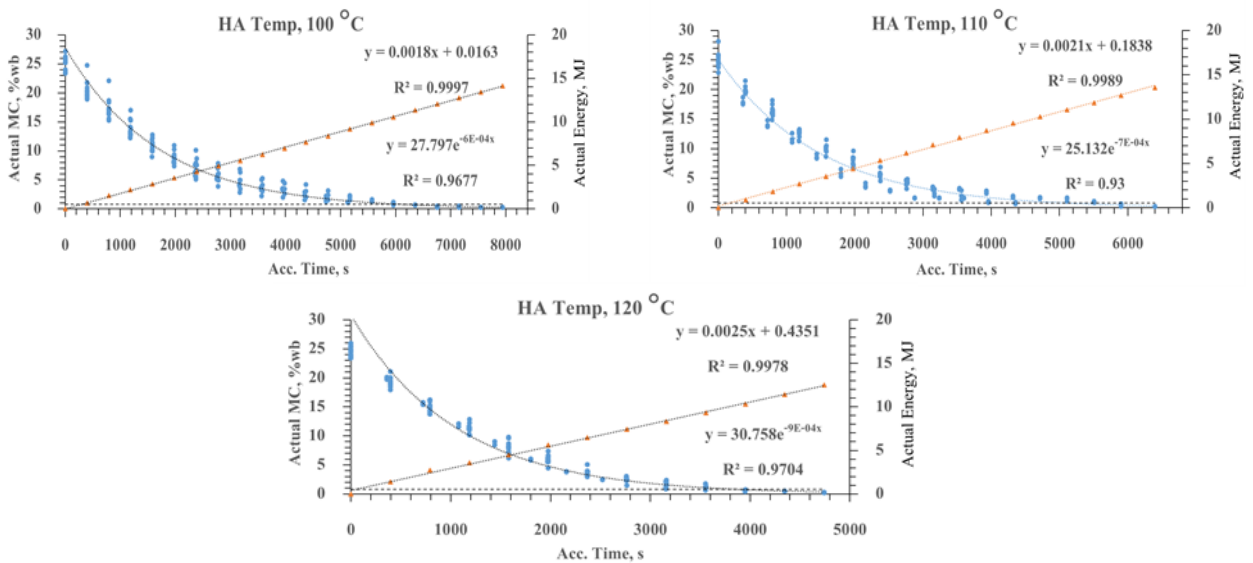 HA Temp, 100 °C
Actual MC, %wb
30
25
20
15
10
5
0
y = 0.0018x + 0.0163
R² = 0.9997
y = 27.797e^-6E-04x
R² = 0.9677
20
15
10
5
0
Actual Energy, MJ
0 1000 2000 3000 4000 5000 6000 7000 8000
Acc. Time, s
HA Temp, 110 °C
Actual MC, %wb
30
25
20
15
10
5
0
y = 0.0021x + 0.1838
R² = 0.9989
y = 25.132e^-7E-04x
R² = 0.93
20
15
10
5
0
Actual Energy, MJ
0 1000 2000 3000 4000 5000 6000
Acc. Time, s
HA Temp, 120 °C
Actual MC, %wb
30
25
20
15
10
5
0
y = 0.0025x + 0.4351
R² = 0.9978
y = 30.758e^-9E-04x
R² = 0.9704
20
15
10
5
0
Actual Energy, MJ
0 1000 2000 3000 4000 5000
Acc. Time, s